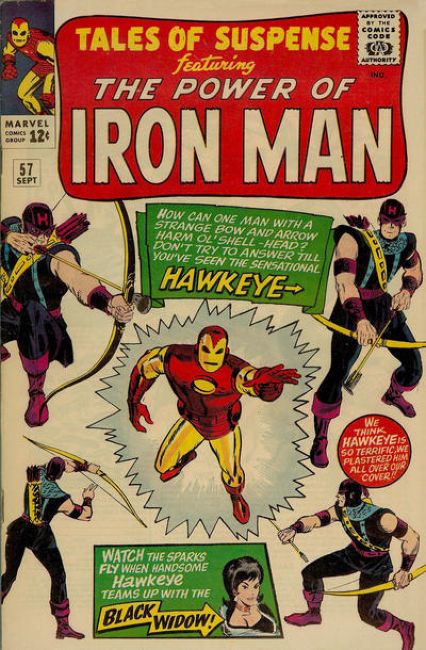 TALES OF SUSPENSE
featuring
THE POWER OF
IRON MAN
APPROVED
BY THE
COMICS
CODE
CA
AUTHORITY
IND.
MARVEL
COMICS
GROUP 12¢
57
SEPT
HOW CAN ONE MAN WITH A
STRANGE BOW AND ARROW
HARM OL' SHELL-HEAD?
DON'T TRY TO ANSWER TILL
YOU'VE SEEN THE SENSATIONAL
HAWKEYE
H
H
WE
THINK
HAWKEYE IS
SO TERRIFIC, WE
PLASTERED HIM
ALL OVER OUR
COVER!!
WATCH THE SPARKS
FLY WHEN HANDSOME
Hawkeye
TEAMS UP WITH THE
BLACK WIDOW!